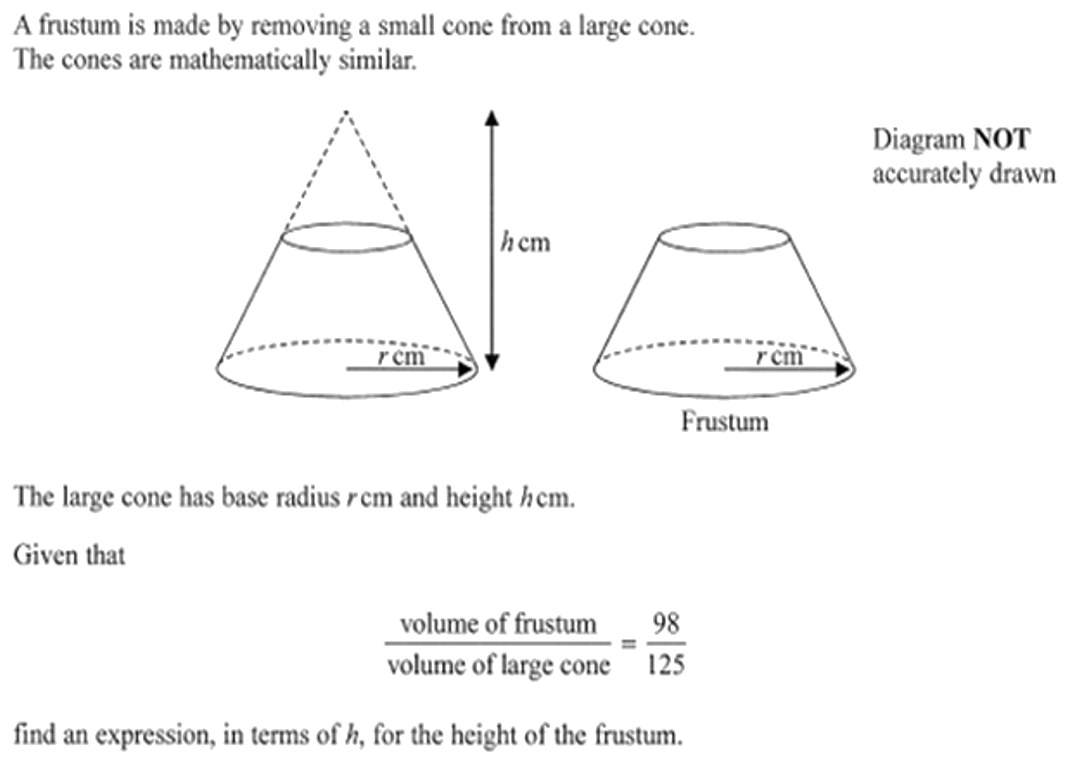 A frustum is made by removing a small cone from a large cone.
The cones are mathematically similar.
Diagram NOT
accurately drawn
h cm
r cm
r cm
Frustum
The large cone has base radius r cm and height h cm.
Given that
volume of frustum / volume of large cone = 98 / 125
find an expression, in terms of h, for the height of the frustum.